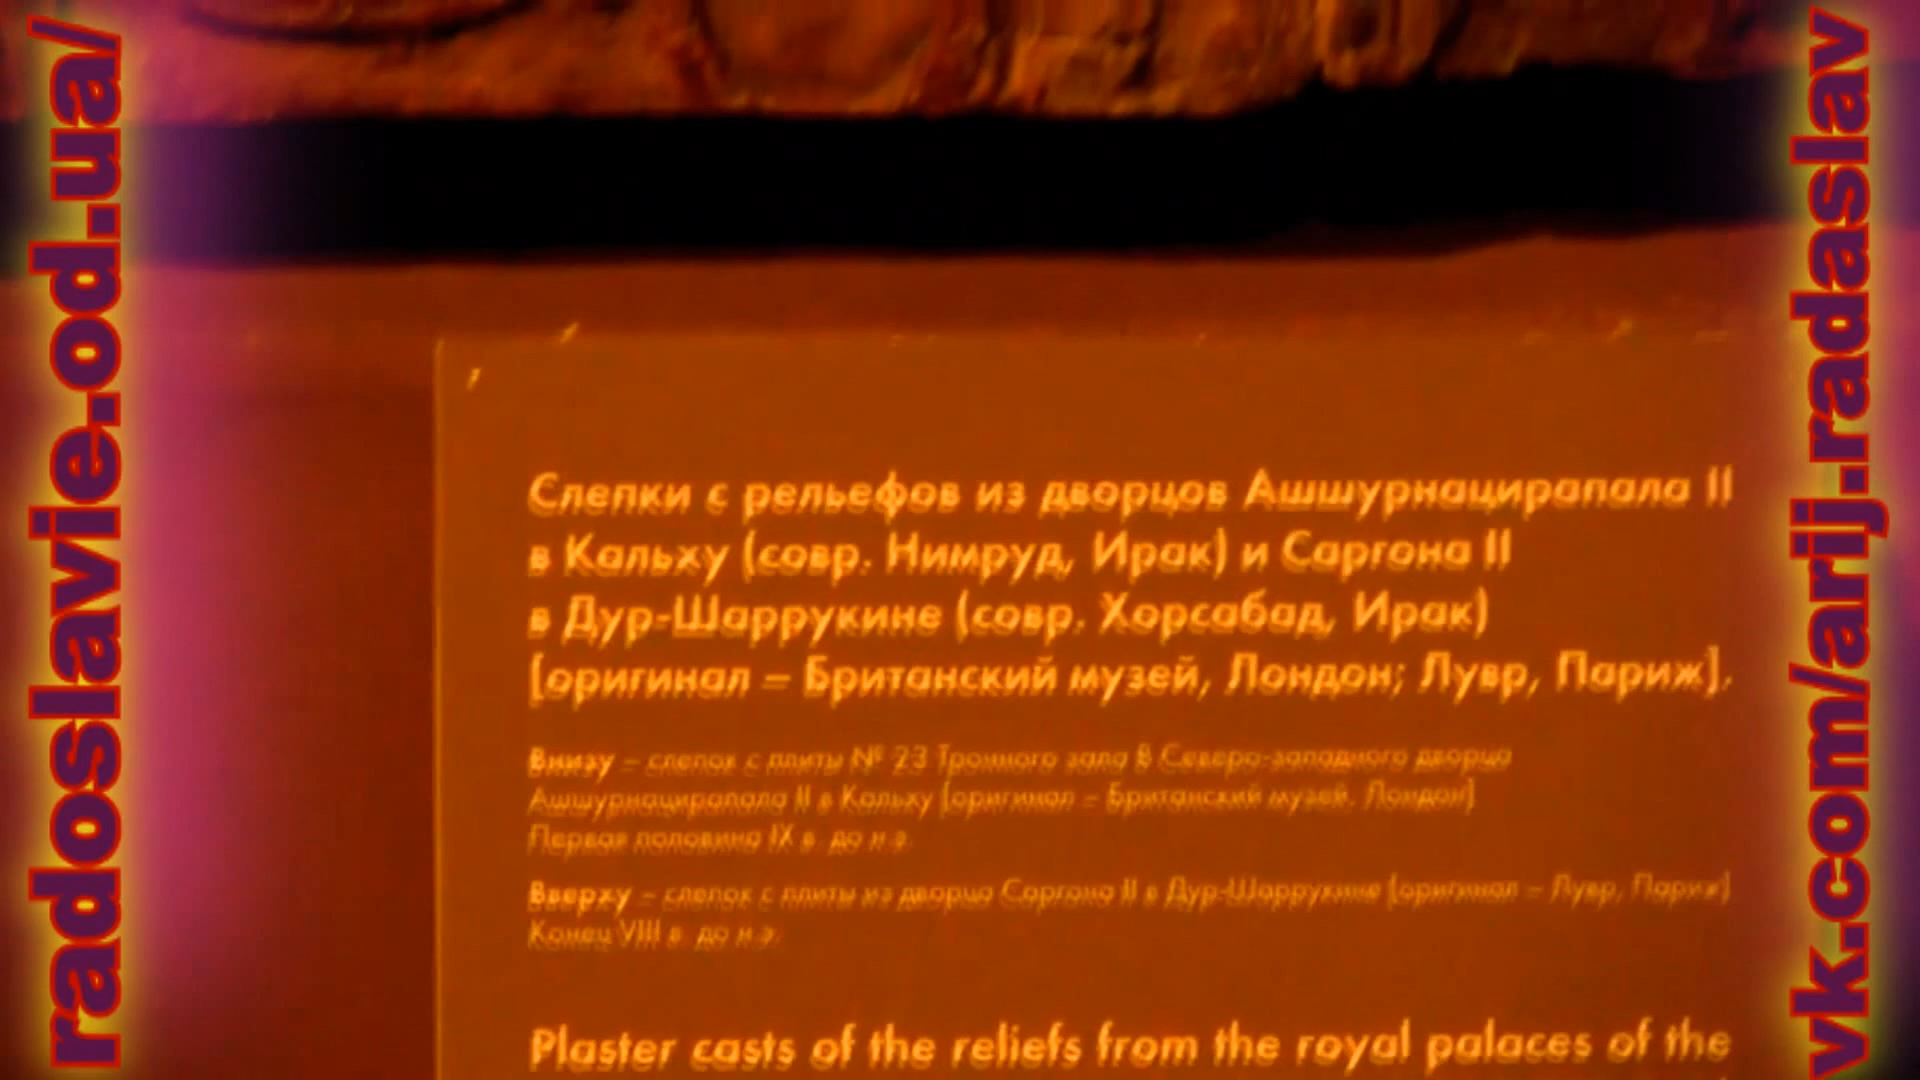 radoslavie.od.ua/
Слепки с рельефов из дворцов Ашшурнацирапала II
в Кальху (совр. Нимруд, Ирак) и Саргона II
в Дур-Шаррукине (совр. Хорсабад, Ирак)
[оригинал – Британский музей, Лондон; Лувр, Париж].
Внизу – слепок с плиты № 23 Тронного зала B Северо-западного дворца
Ашшурнацирапала II в Кальху [оригинал – Британский музей, Лондон]
Первая половина IX в. до н.э.
Вверху – слепок с плиты из дворца Саргона II в Дур-Шаррукине [оригинал – Лувр, Париж]
Конец VIII в. до н.э.
Plaster casts of the reliefs from the royal palaces of the
vk.com/arij.radaslav